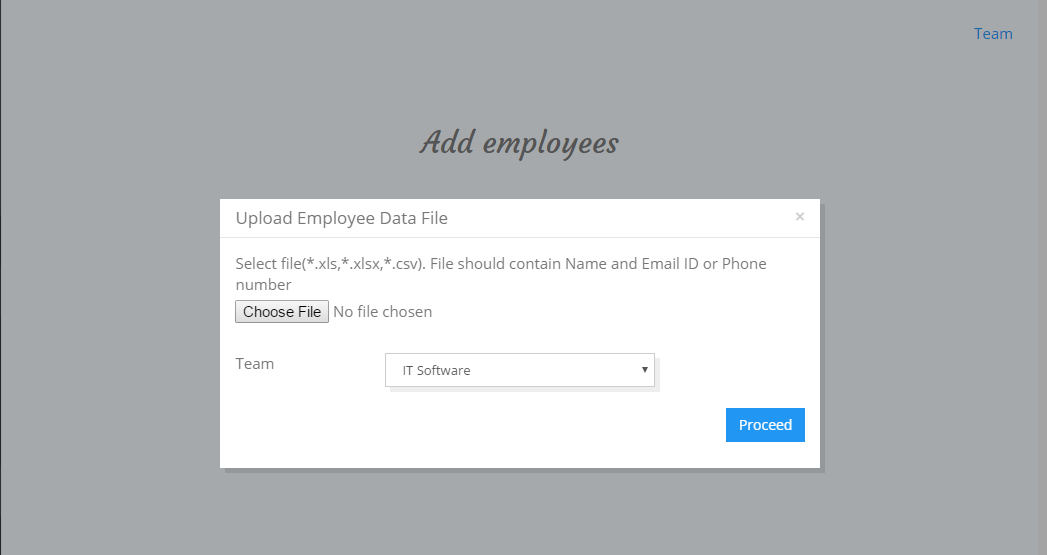 Team
Add employees
Upload Employee Data File ×
Select file(*.xls,*.xlsx,*.csv). File should contain Name and Email ID or Phone
number
Choose File No file chosen
Team IT Software
Proceed